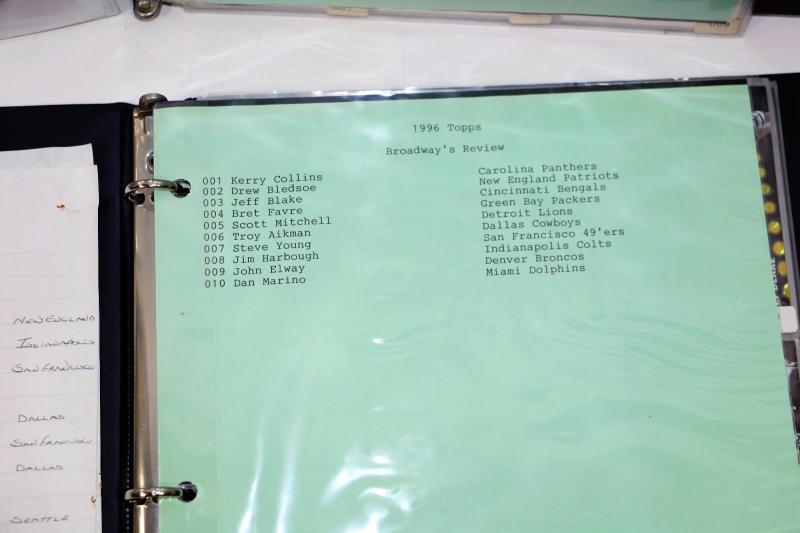 1996 Topps
Broadway's Review
001 Kerry Collins Carolina Panthers
002 Drew Bledsoe New England Patriots
003 Jeff Blake Cincinnati Bengals
004 Bret Favre Green Bay Packers
005 Scott Mitchell Detroit Lions
006 Troy Aikman Dallas Cowboys
007 Steve Young San Francisco 49'ers
008 Jim Harbough Indianapolis Colts
009 John Elway Denver Broncos
010 Dan Marino Miami Dolphins
NEW ENGLAND
INDIANAPOLIS
SAN FRANCISCO
DALLAS
SAN FRANCISCO
DALLAS
SEATTLE